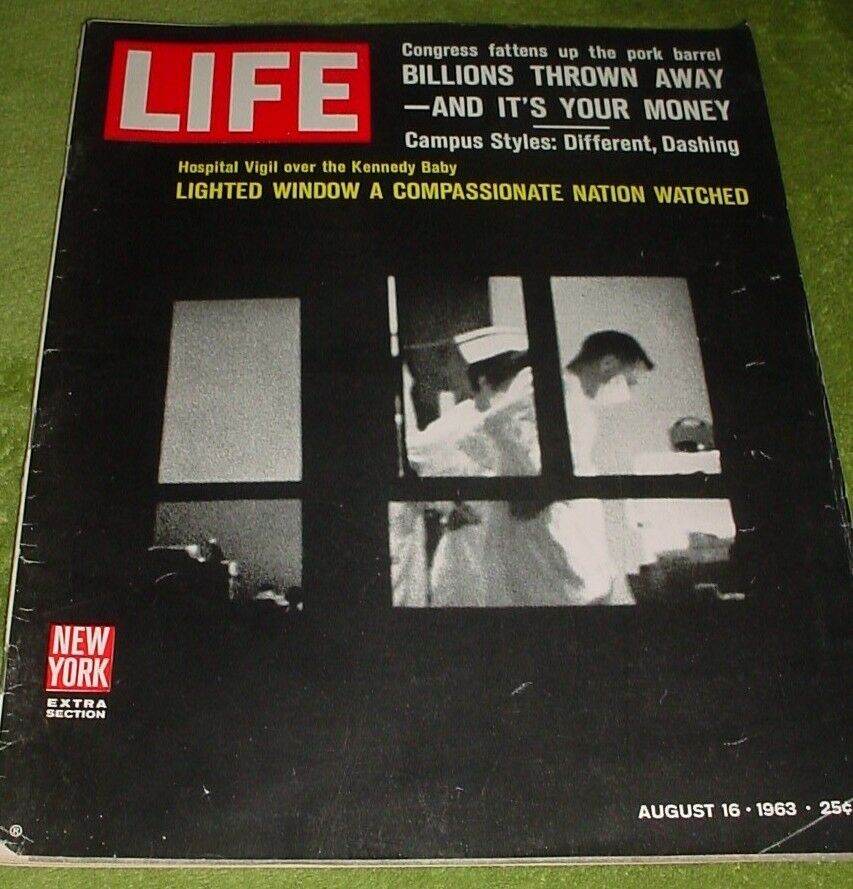 LIFE
Congress fattens up the pork barrel
BILLIONS THROWN AWAY
—AND IT'S YOUR MONEY
Campus Styles: Different, Dashing
Hospital Vigil over the Kennedy Baby
LIGHTED WINDOW A COMPASSIONATE NATION WATCHED
NEW
YORK
EXTRA
SECTION
AUGUST 16 · 1963 · 25¢
®